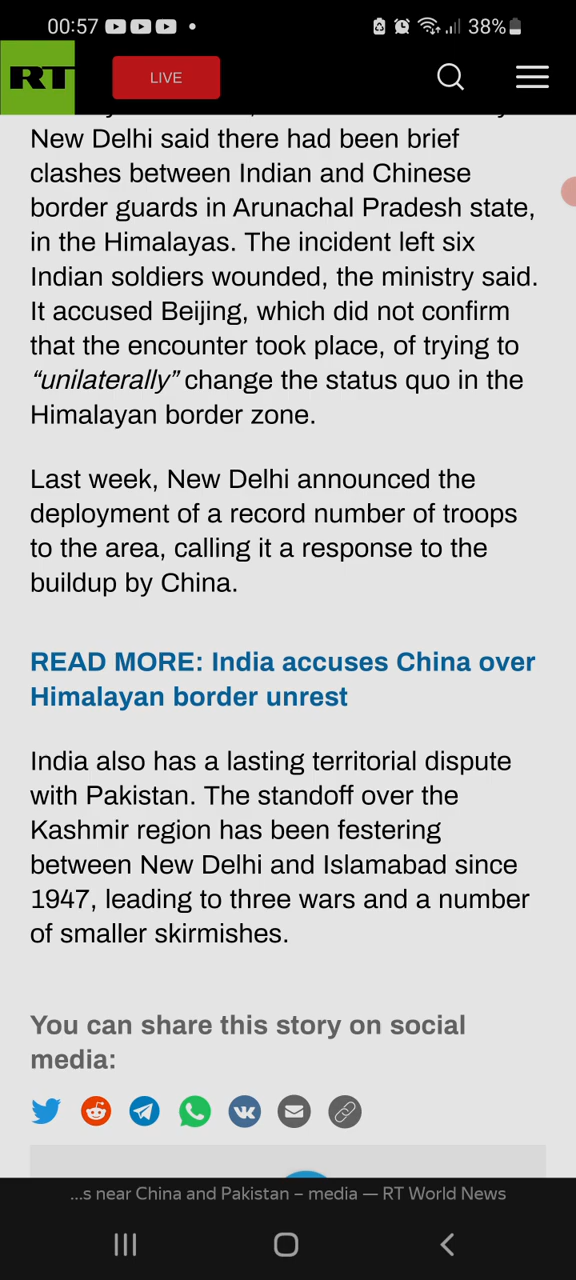 00:57
38%
RT
LIVE
New Delhi said there had been brief
clashes between Indian and Chinese
border guards in Arunachal Pradesh state,
in the Himalayas. The incident left six
Indian soldiers wounded, the ministry said.
It accused Beijing, which did not confirm
that the encounter took place, of trying to
“unilaterally” change the status quo in the
Himalayan border zone.
Last week, New Delhi announced the
deployment of a record number of troops
to the area, calling it a response to the
buildup by China.
READ MORE: India accuses China over
Himalayan border unrest
India also has a lasting territorial dispute
with Pakistan. The standoff over the
Kashmir region has been festering
between New Delhi and Islamabad since
1947, leading to three wars and a number
of smaller skirmishes.
You can share this story on social
media:
...s near China and Pakistan – media — RT World News